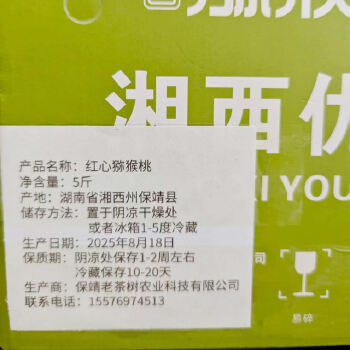 湘西优
产品名称：红心猕猴桃
净含量：5斤
产地：湖南省湘西州保靖县
储存方法：置于阴凉干燥处
或者冰箱1-5度冷藏
生产日期：2025年8月18日
保质期：阴凉处保存1-2周左右
冷藏保存10-20天
生产商：保靖老茶树农业科技有限公司
联系电话：15576974513
XI YOU
司
易碎